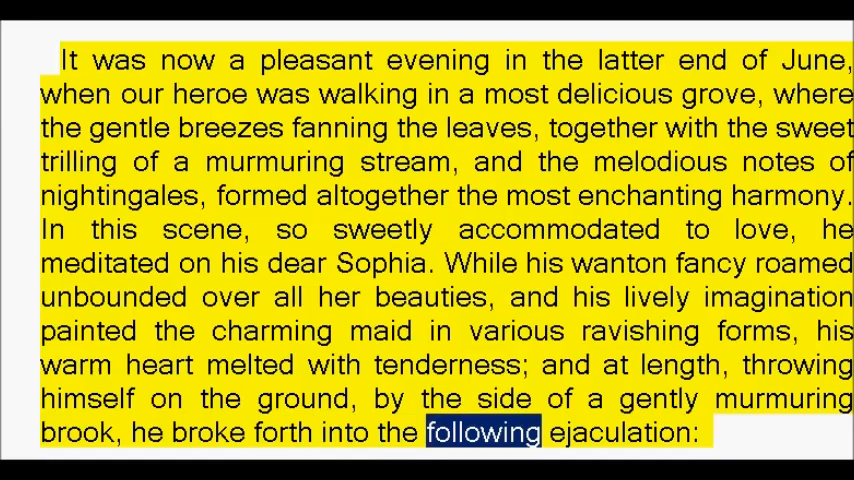 It was now a pleasant evening in the latter end of June,
when our heroe was walking in a most delicious grove, where
the gentle breezes fanning the leaves, together with the sweet
trilling of a murmuring stream, and the melodious notes of
nightingales, formed altogether the most enchanting harmony.
In this scene, so sweetly accommodated to love, he
meditated on his dear Sophia. While his wanton fancy roamed
unbounded over all her beauties, and his lively imagination
painted the charming maid in various ravishing forms, his
warm heart melted with tenderness; and at length, throwing
himself on the ground, by the side of a gently murmuring
brook, he broke forth into the following ejaculation: